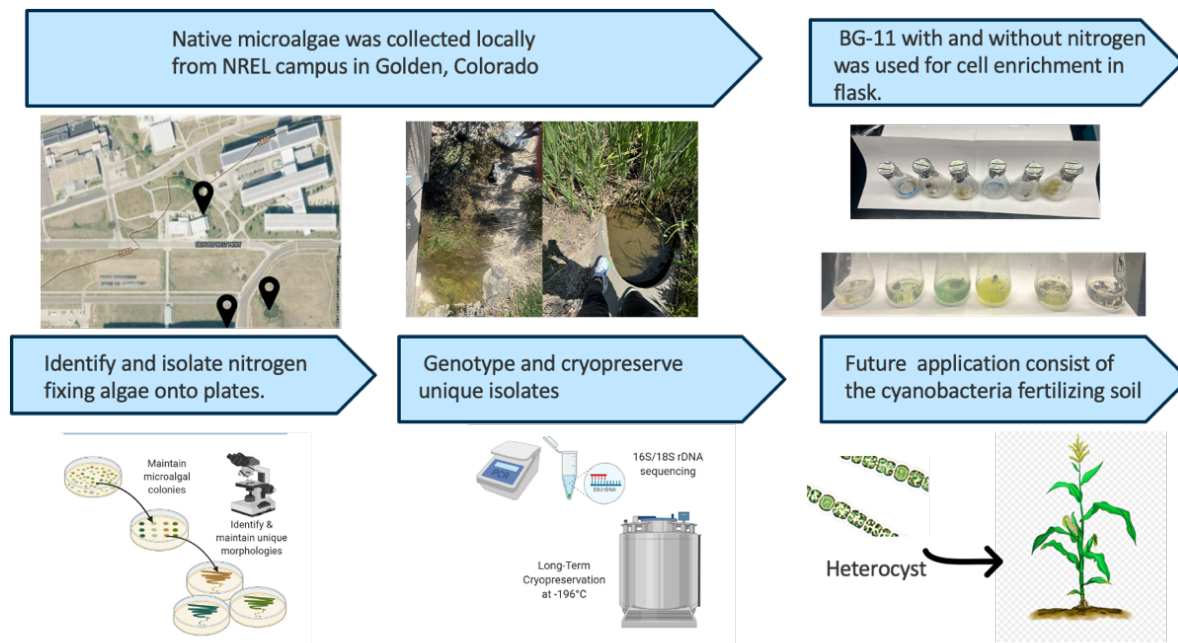 Native microalgae was collected locally
from NREL campus in Golden, Colorado
BG-11 with and without nitrogen
was used for cell enrichment in
flask.
Identify and isolate nitrogen
fixing algae onto plates.
Genotype and cryopreserve
unique isolates
Future application consist of
the cyanobacteria fertilizing soil
Maintain
microalgal
colonies
Identify &
maintain unique
morphologies
PCR
16S/18S rDNA
sequencing
SSU-rDNA
Long-Term
Cryopreservation
at -196°C
Heterocyst